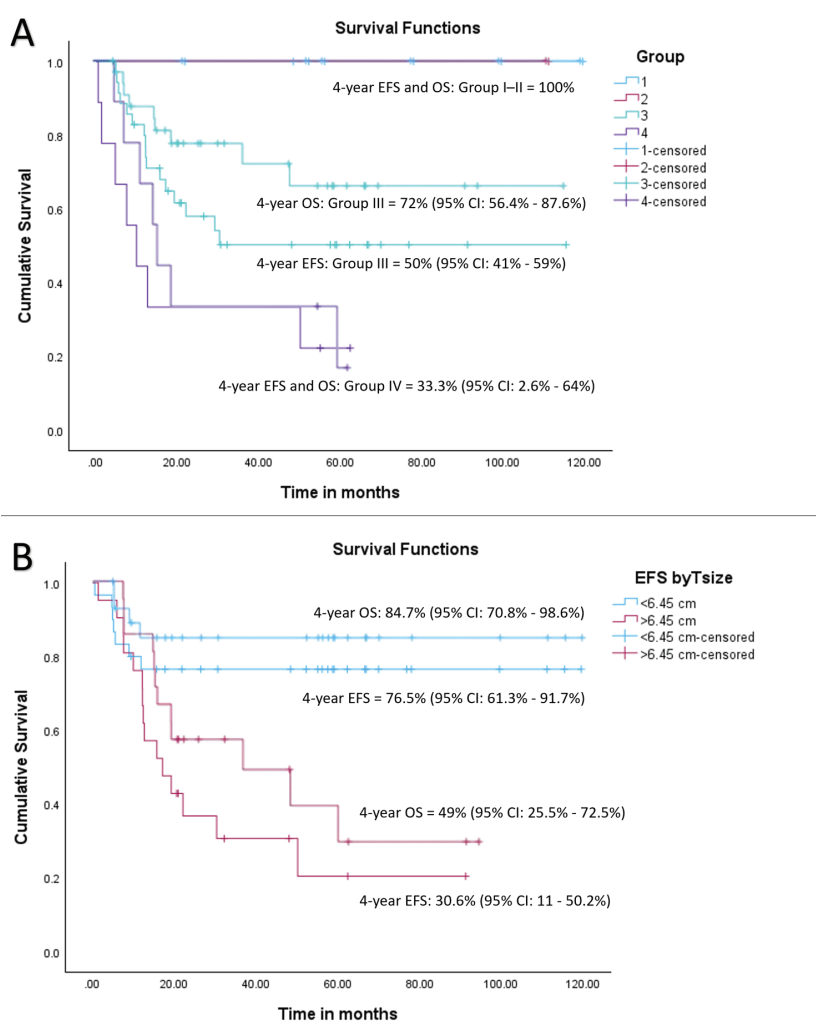 A
Survival Functions
Cumulative Survival
1.0
0.8
0.6
0.4
0.2
0.0
4-year EFS and OS: Group I–II = 100%
4-year OS: Group III = 72% (95% CI: 56.4% - 87.6%)
4-year EFS: Group III = 50% (95% CI: 41% - 59%)
4-year EFS and OS: Group IV = 33.3% (95% CI: 2.6% - 64%)
.00 20.00 40.00 60.00 80.00 100.00 120.00
Time in months
Group
1
2
3
4
1-censored
2-censored
3-censored
4-censored
B
Survival Functions
Cumulative Survival
1.0
0.8
0.6
0.4
0.2
0.0
4-year OS: 84.7% (95% CI: 70.8% - 98.6%)
4-year EFS = 76.5% (95% CI: 61.3% - 91.7%)
4-year OS = 49% (95% CI: 25.5% - 72.5%)
4-year EFS: 30.6% (95% CI: 11 - 50.2%)
.00 20.00 40.00 60.00 80.00 100.00 120.00
Time in months
EFS byTsize
<6.45 cm
>6.45 cm
<6.45 cm-censored
>6.45 cm-censored